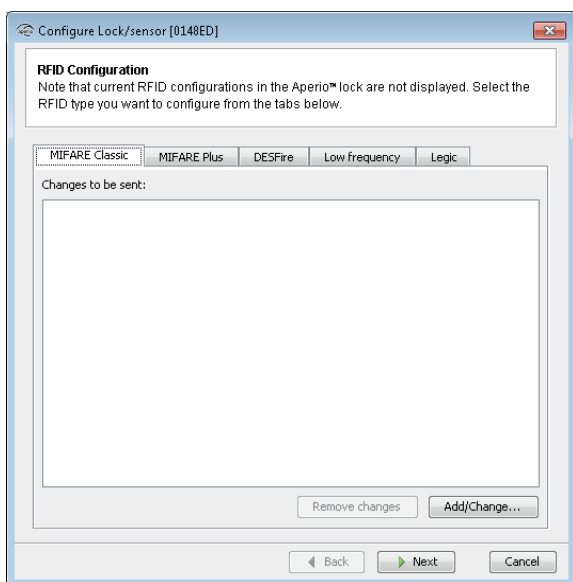 Configure Lock/sensor [0148ED]
RFID Configuration
Note that current RFID configurations in the Aperio™ lock are not displayed. Select the
RFID type you want to configure from the tabs below.
MIFARE Classic MIFARE Plus DESFire Low frequency Legic
Changes to be sent:
Remove changes Add/Change...
Back Next Cancel